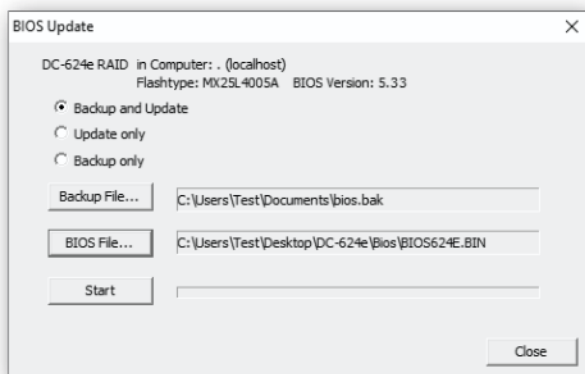 BIOS Update
DC-624e RAID in Computer: . (localhost)
Flashtype: MX25L4005A BIOS Version: 5.33
Backup and Update
Update only
Backup only
Backup File... C:\Users\Test\Documents\bios.bak
BIOS File... C:\Users\Test\Desktop\DC-624e\Bios\BIOS624E.BIN
Start
Close